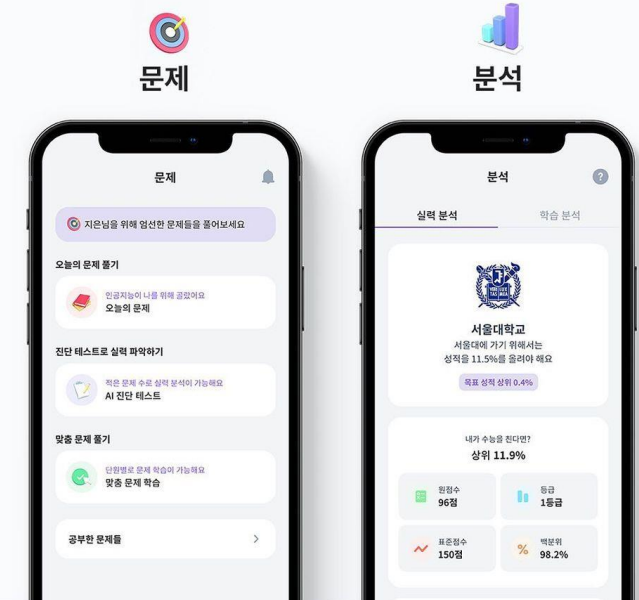 문제
분석
문제
지은님을 위해 엄선한 문제들을 풀어보세요
오늘의 문제 풀기
인공지능이 나를 위해 골랐어요
오늘의 문제
진단 테스트로 실력 파악하기
적은 문제 수로 실력 분석이 가능해요
AI 진단 테스트
맞춤 문제 풀기
단원별로 문제 학습이 가능해요
맞춤 문제 학습
공부한 문제들
분석
?
실력 분석
학습 분석
서울대학교
서울대에 가기 위해서는
성적을 11.5%를 올려야 해요
목표 성적 상위 0.4%
내가 수능을 친다면?
상위 11.9%
원점수
96점
등급
1등급
표준점수
150점
%
백분위
98.2%